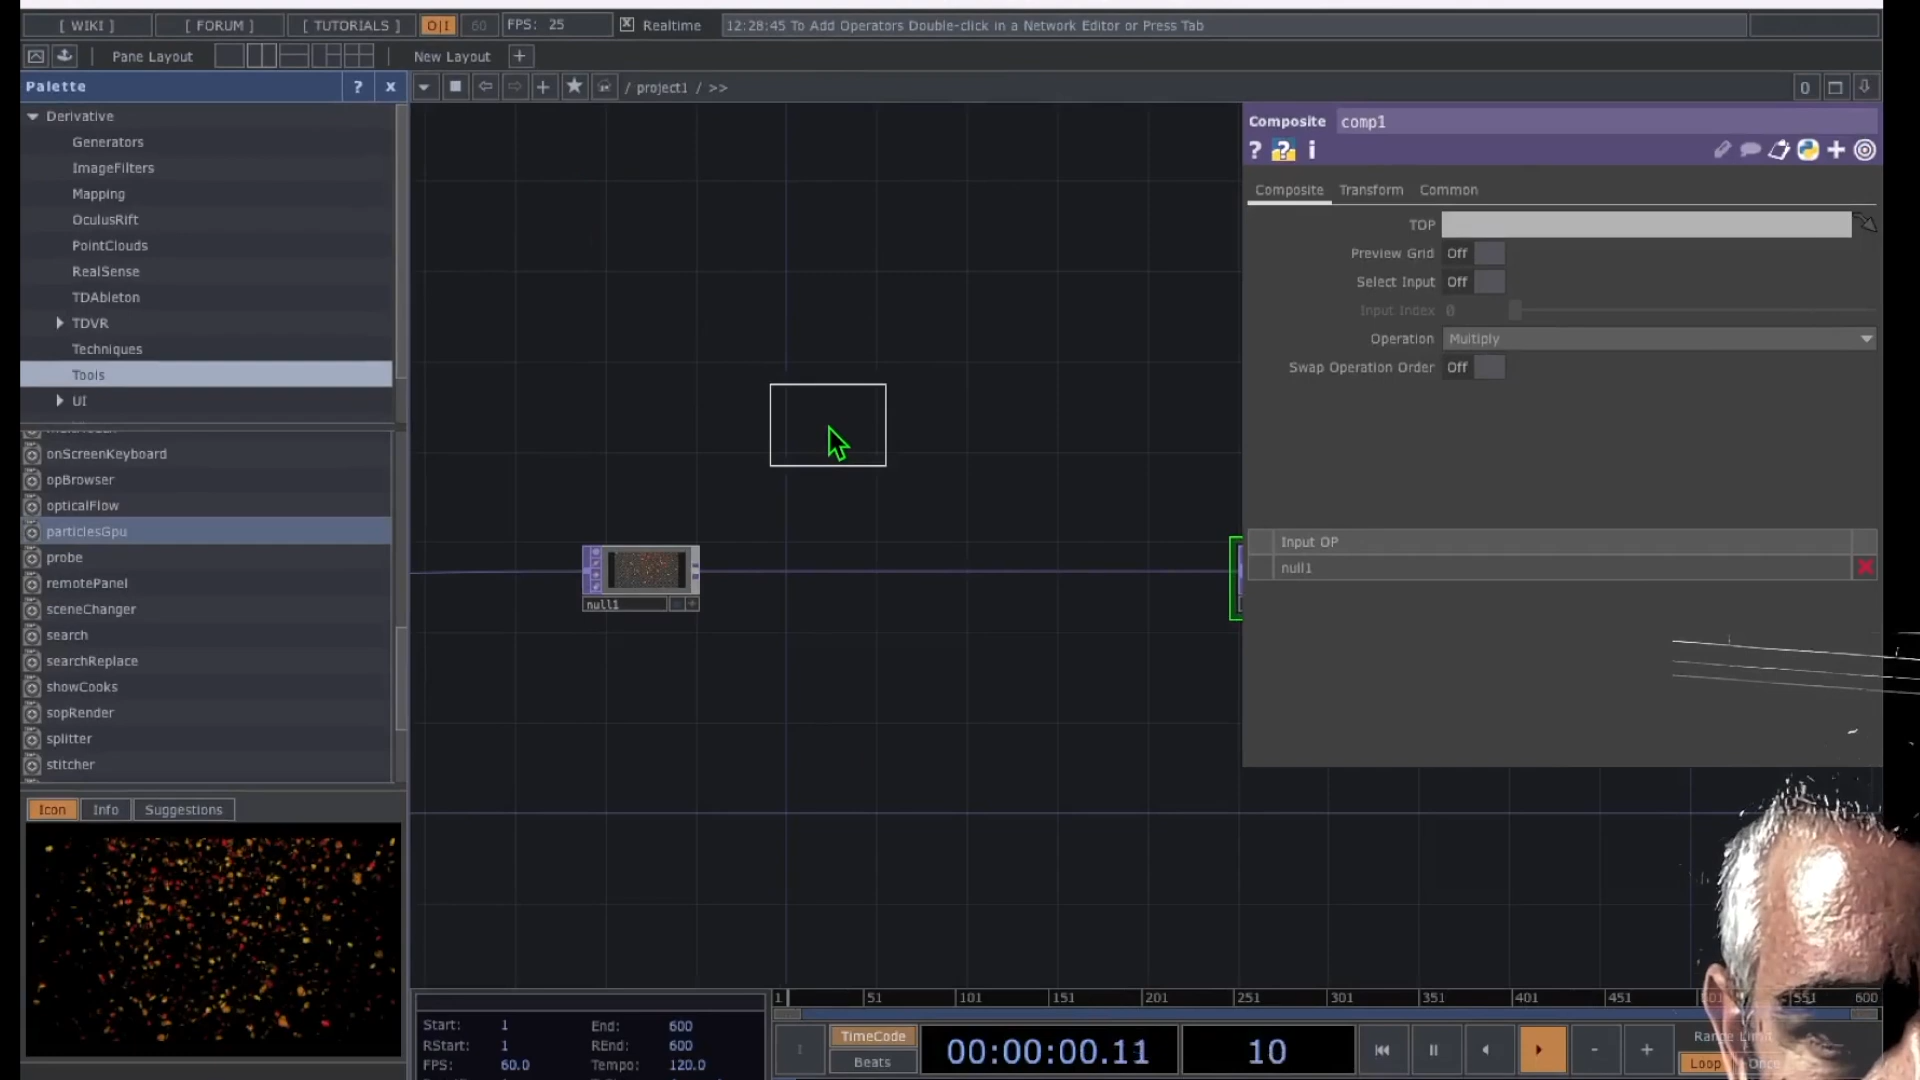 [ WIKI ] [ FORUM ] [ TUTORIALS ] O|I 60 FPS: 25 Realtime 12:28:45 To Add Operators Double-click in a Network Editor or Press Tab
Pane Layout New Layout +
Palette ? x / project1 / >> 0
Derivative
Generators
ImageFilters
Mapping
OculusRift
PointClouds
RealSense
TDAbleton
TDVR
Techniques
Tools
UI
onScreenKeyboard
opBrowser
opticalFlow
particlesGpu
probe
remotePanel
sceneChanger
search
searchReplace
showCooks
sopRender
splitter
stitcher
Icon Info Suggestions
null1
Composite comp1
? ? i
Composite Transform Common
TOP
Preview Grid Off
Select Input Off
Input Index 0
Operation Multiply
Swap Operation Order Off
Input OP
null1
1 51 101 151 201 251 301 351 401 451 551 600
Start: 1 End: 600
RStart: 1 REnd: 600
FPS: 60.0 Tempo: 120.0
TimeCode
Beats
00:00:00.11
10
- +
Range Limit
Loop Once